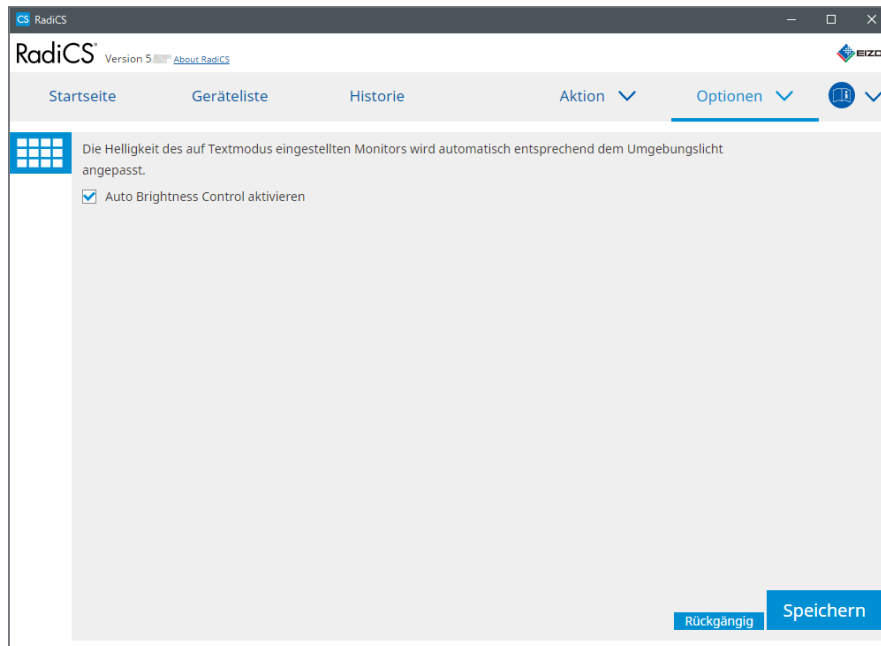 CS RadiCS
RadiCS® Version 5. About RadiCS
EIZO
Startseite Geräteliste Historie Aktion Optionen
Die Helligkeit des auf Textmodus eingestellten Monitors wird automatisch entsprechend dem Umgebungslicht
angepasst.
Auto Brightness Control aktivieren
Rückgängig
Speichern